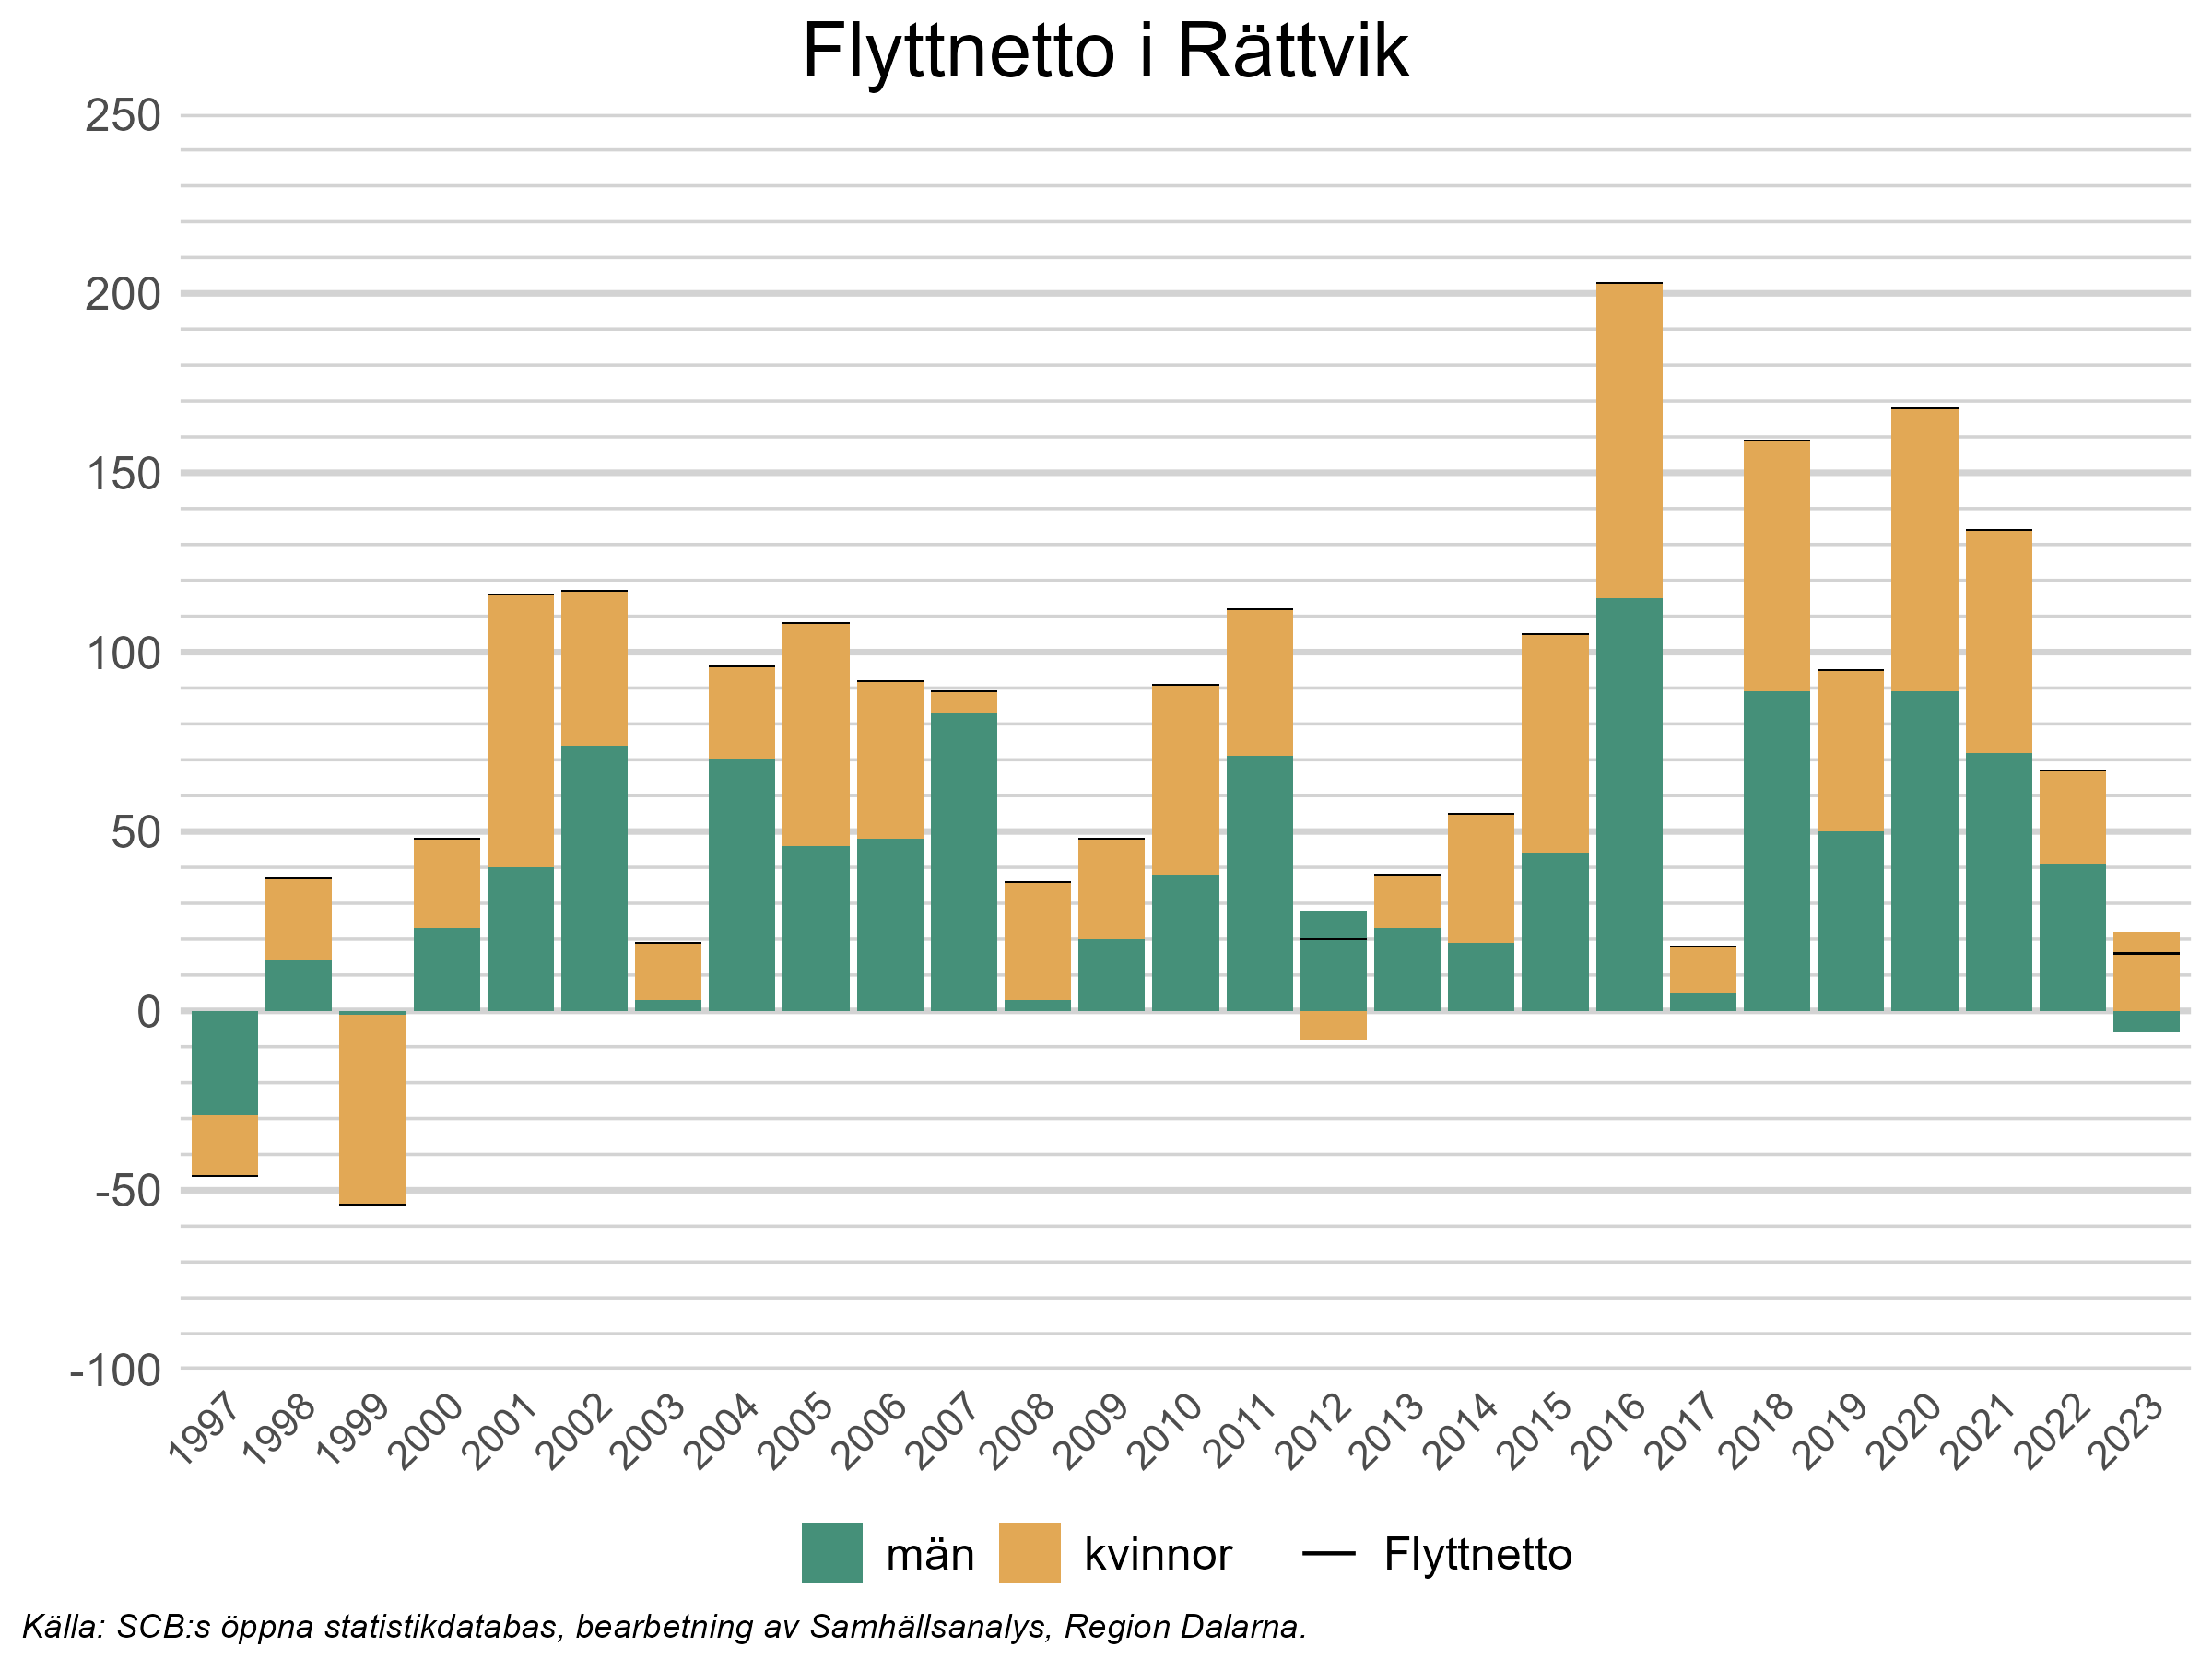 Flyttnetto i Rättvik
250
200
150
100
50
0
-50
-100
1997 1998 1999 2000 2001 2002 2003 2004 2005 2006 2007 2008 2009 2010 2011 2012 2013 2014 2015 2016 2017 2018 2019 2020 2021 2022 2023
män kvinnor Flyttnetto
Källa: SCB:s öppna statistikdatabas, bearbetning av Samhällsanalys, Region Dalarna.